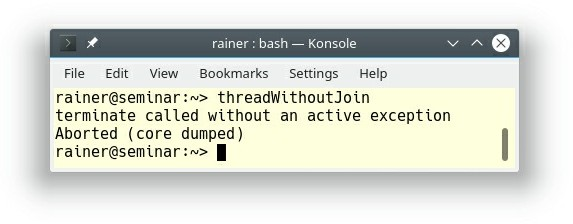 rainer : bash — Konsole
File Edit View Bookmarks Settings Help
rainer@seminar:~> threadWithoutJoin
terminate called without an active exception
Aborted (core dumped)
rainer@seminar:~>